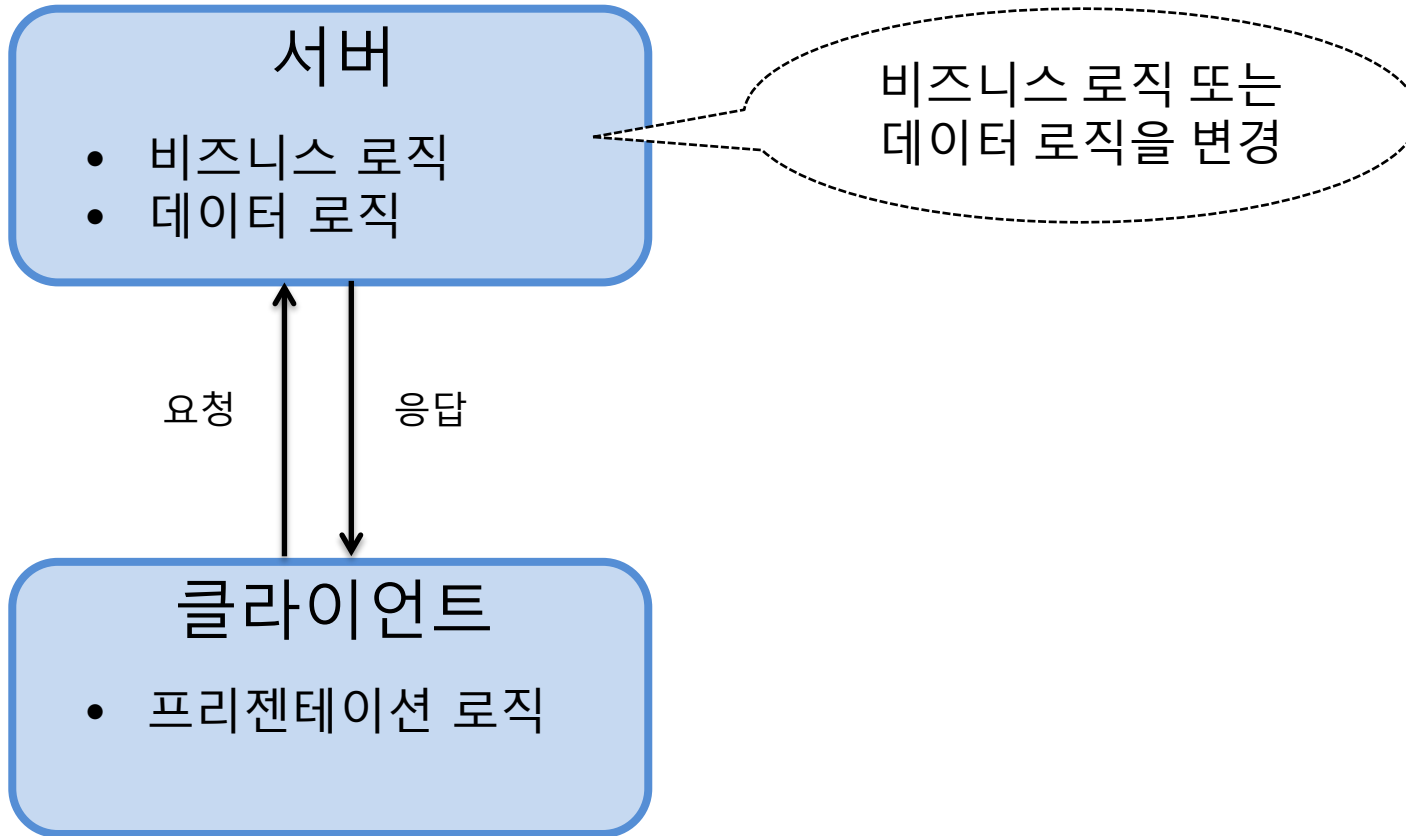 서버
• 비즈니스 로직
• 데이터 로직
비즈니스 로직 또는
데이터 로직을 변경
요청
응답
클라이언트
• 프리젠테이션 로직